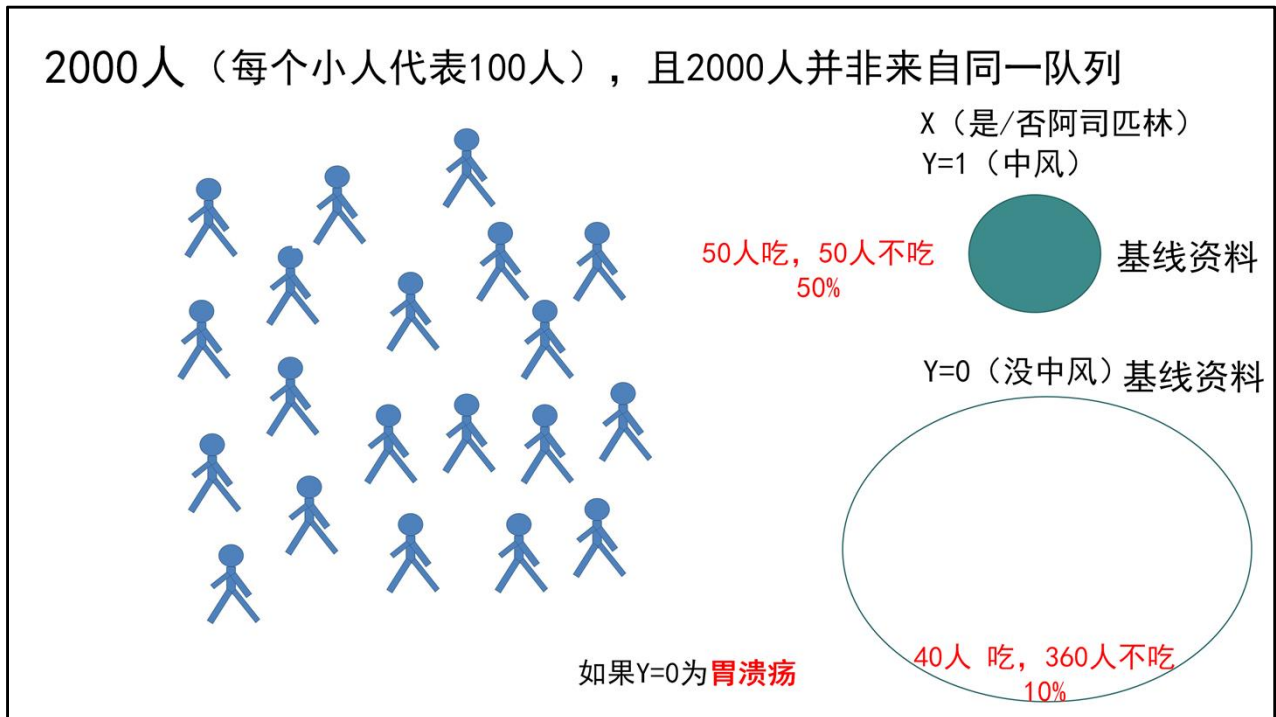 2000人（每个小人代表100人），且2000人并非来自同一队列
X（是/否阿司匹林）
Y=1（中风）
50人吃，50人不吃
50%
基线资料
Y=0（没中风）基线资料
40人 吃，360人不吃
10%
如果Y=0为胃溃疡